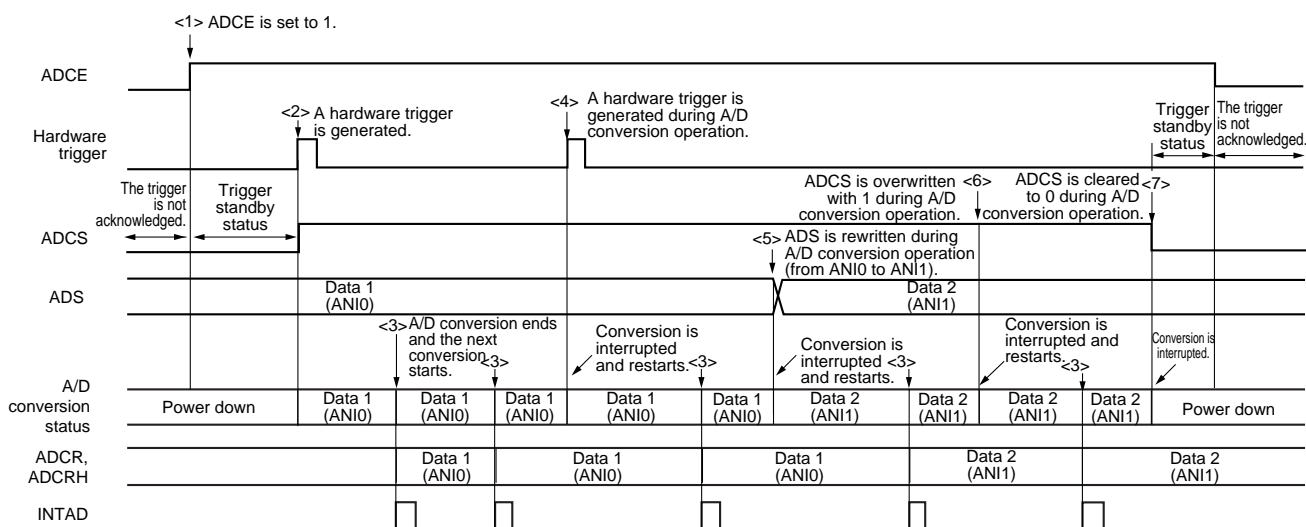 <1> ADCE is set to 1.
ADCE
<2> A hardware trigger
is generated.
<4> A hardware trigger is
generated during A/D
conversion operation.
Trigger
standby
status
The trigger
is not
acknowledged.
Hardware
trigger
The trigger
is not
acknowledged.
Trigger
standby
status
ADCS is overwritten <6>
with 1 during A/D
conversion operation.
ADCS is cleared <7>
to 0 during A/D
conversion operation.
ADCS
<5> ADS is rewritten during
A/D conversion operation
(from ANI0 to ANI1).
ADS
Data 1
(ANI0)
Data 2
(ANI1)
<3> A/D conversion ends
and the next
conversion
starts. <3>
Conversion is
interrupted
and restarts. <3>
Conversion is
interrupted <3>
and restarts.
Conversion is
interrupted and
restarts. <3>
Conversion is
interrupted.
A/D
conversion
status
Power down
Data 1
(ANI0)
Data 1
(ANI0)
Data 1
(ANI0)
Data 1
(ANI0)
Data 1
(ANI0)
Data 2
(ANI1)
Data 2
(ANI1)
Data 2
(ANI1)
Data 2
(ANI1)
Power down
ADCR,
ADCRH
Data 1
(ANI0)
Data 1
(ANI0)
Data 1
(ANI0)
Data 2
(ANI1)
Data 2
(ANI1)
INTAD